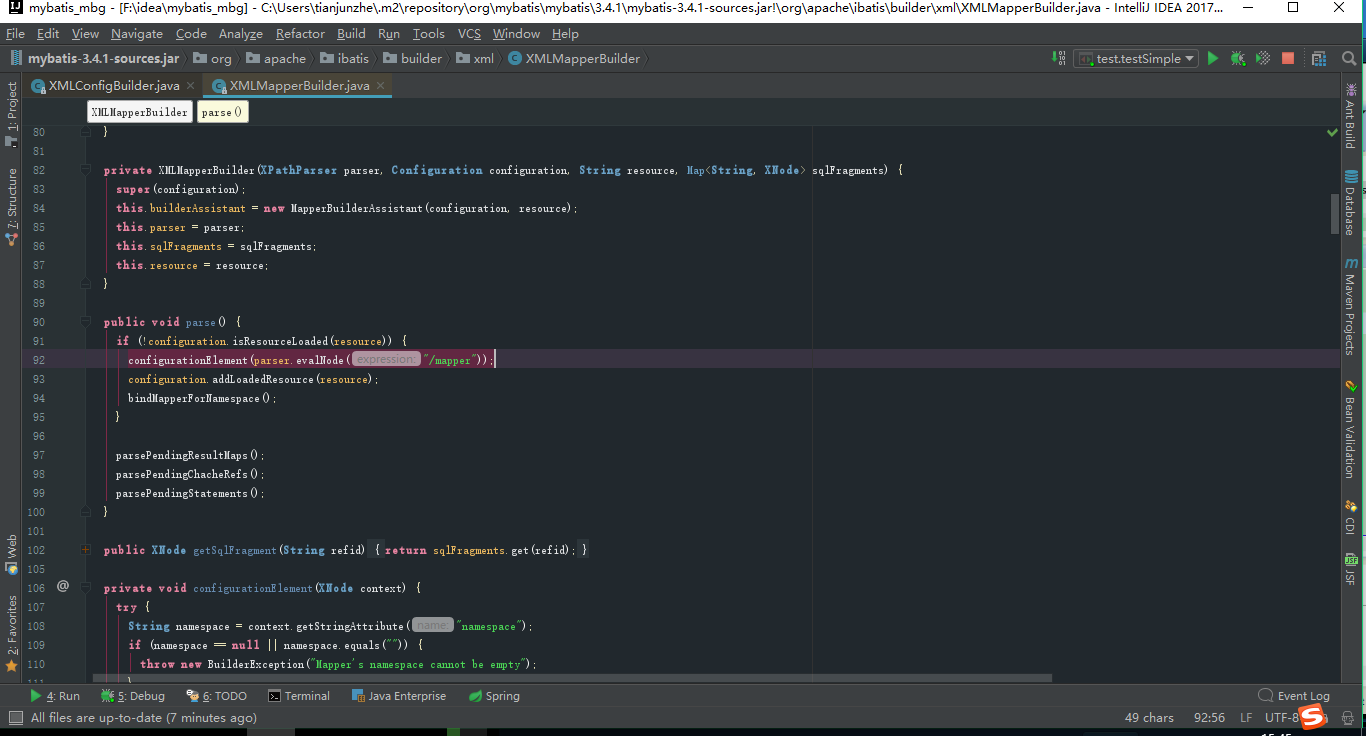 mybatis_mbg - [F:\idea\mybatis_mbg] - C:\Users\tianjunzhe\.m2\repository\org\mybatis\mybatis\3.4.1\mybatis-3.4.1-sources.jar!\org\apache\ibatis\builder\xml\XMLMapperBuilder.java - IntelliJ IDEA 2017...
File Edit View Navigate Code Analyze Refactor Build Run Tools VCS Window Help
mybatis-3.4.1-sources.jar org apache ibatis builder xml XMLMapperBuilder test.testSimple
XMLConfigBuilder.java XMLMapperBuilder.java
XMLMapperBuilder parse()
80 }
81
82 private XMLMapperBuilder(XPathParser parser, Configuration configuration, String resource, Map<String, XNode> sqlFragments) {
83 super(configuration);
84 this.builderAssistant = new MapperBuilderAssistant(configuration, resource);
85 this.parser = parser;
86 this.sqlFragments = sqlFragments;
87 this.resource = resource;
88 }
89
90 public void parse() {
91 if (!configuration.isResourceLoaded(resource)) {
92 configurationElement(parser.evalNode( expression: "/mapper"));
93 configuration.addLoadedResource(resource);
94 bindMapperForNamespace();
95 }
96
97 parsePendingResultMaps();
98 parsePendingChacheRefs();
99 parsePendingStatements();
100 }
101
102 public XNode getSqlFragment(String refid) { return sqlFragments.get(refid); }
105
106 @ private void configurationElement(XNode context) {
107 try {
108 String namespace = context.getStringAttribute( name: "namespace");
109 if (namespace == null || namespace.equals("")) {
110 throw new BuilderException("Mapper's namespace cannot be empty");
1: Project
7: Structure
Web
2: Favorites
Ant Build
Database
Maven Projects
Bean Validation
CDI
JSF
4: Run 5: Debug 6: TODO Terminal Java Enterprise Spring Event Log
All files are up-to-date (7 minutes ago) 49 chars 92:56 LF UTF-8